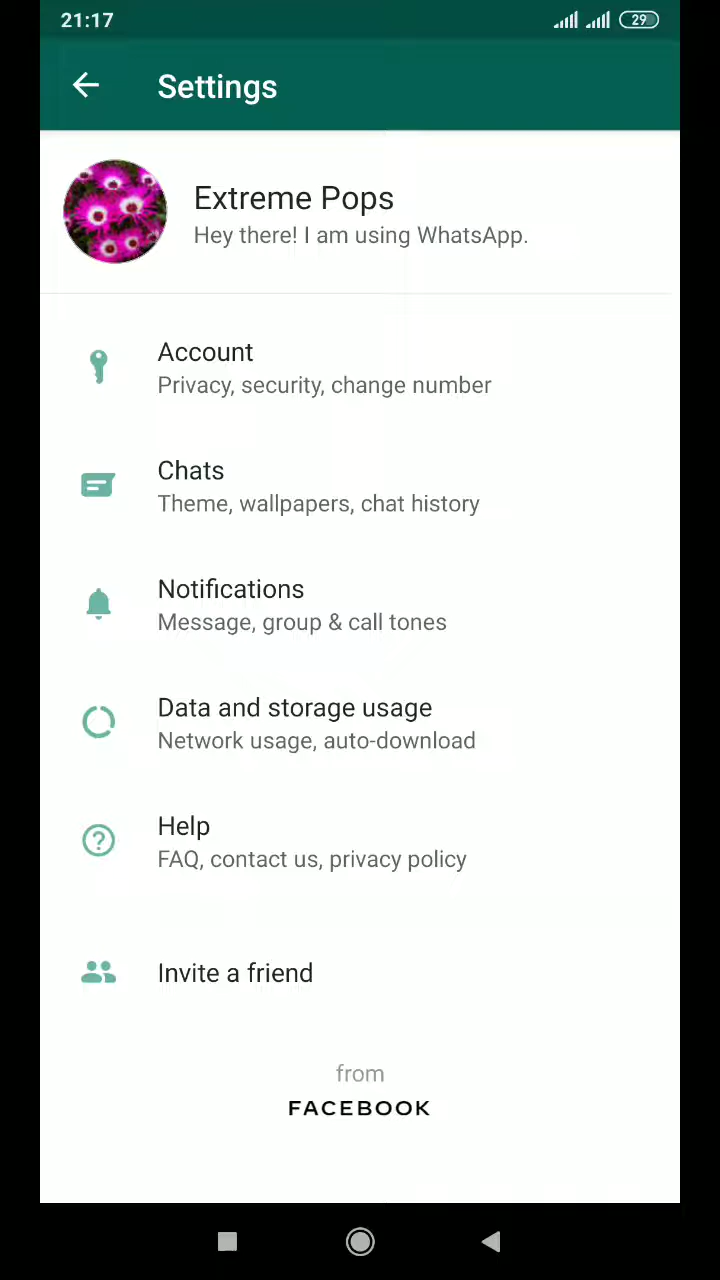 21:17
29
Settings
Extreme Pops
Hey there! I am using WhatsApp.
Account
Privacy, security, change number
Chats
Theme, wallpapers, chat history
Notifications
Message, group & call tones
Data and storage usage
Network usage, auto-download
Help
FAQ, contact us, privacy policy
Invite a friend
from
FACEBOOK